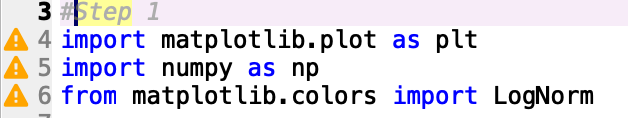 3 #Step 1
4 import matplotlib.plot as plt
5 import numpy as np
6 from matplotlib.colors import LogNorm